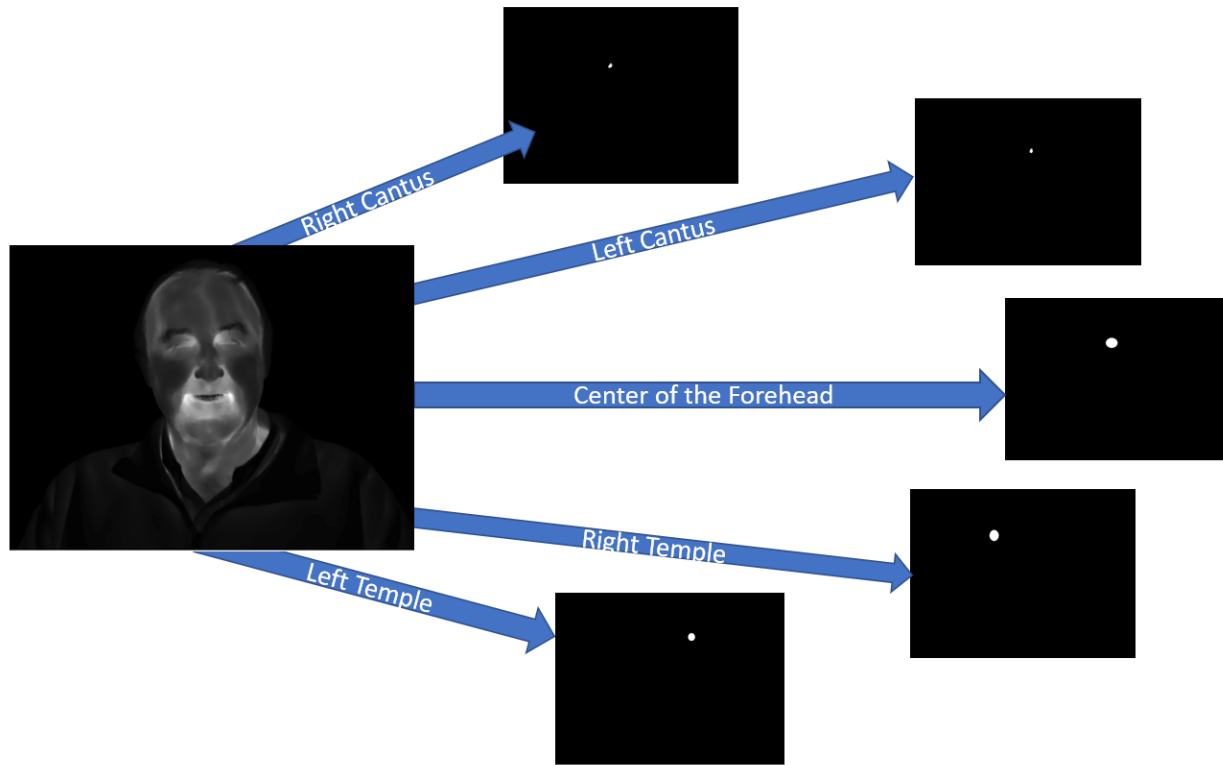 Right Cantus
Left Cantus
Center of the Forehead
Right Temple
Left Temple